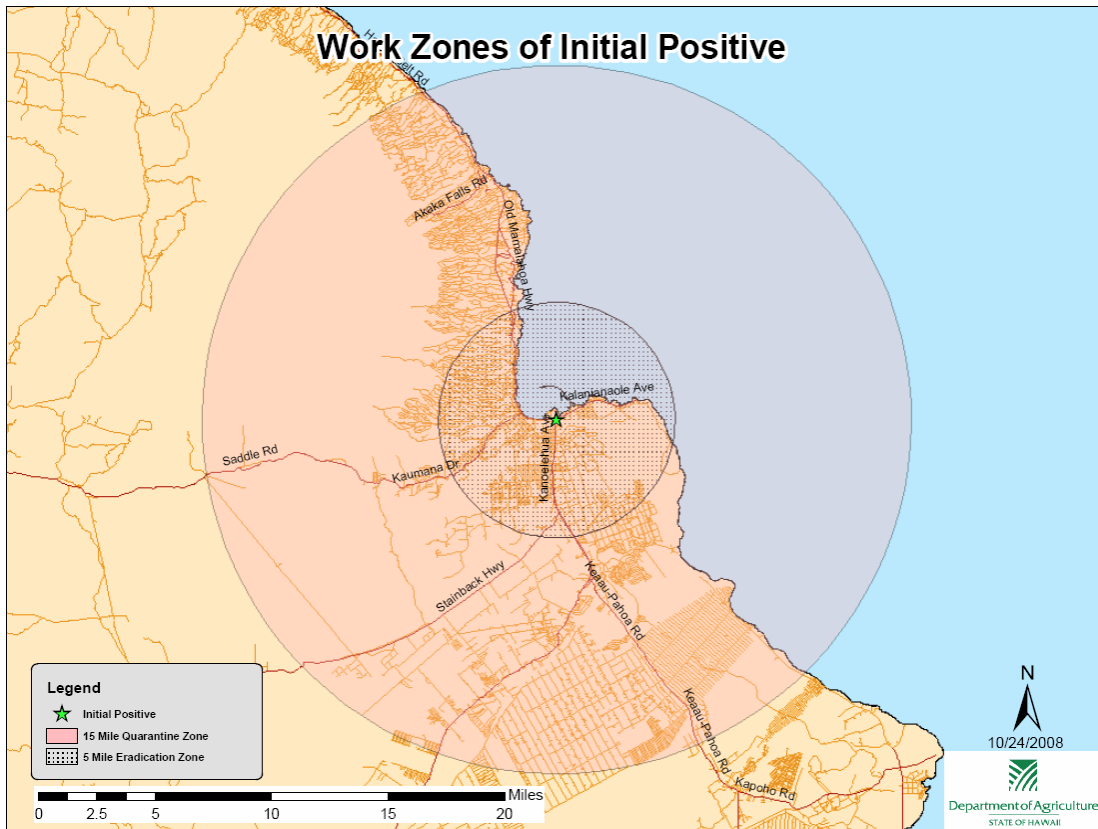 Work Zones of Initial Positive
Akaka Falls Rd
Old Mamalahoa Hwy
Kalanianaole Ave
Kanoelehua Ave
Saddle Rd
Kaumana Dr
Stainback Hwy
Keaau-Pahoa Rd
Keaau-Pahoa Rd
Kapoho Rd
Legend
Initial Positive
15 Mile Quarantine Zone
5 Mile Eradication Zone
Miles
0 2.5 5 10 15 20
N
10/24/2008
Department of Agriculture
STATE OF HAWAII